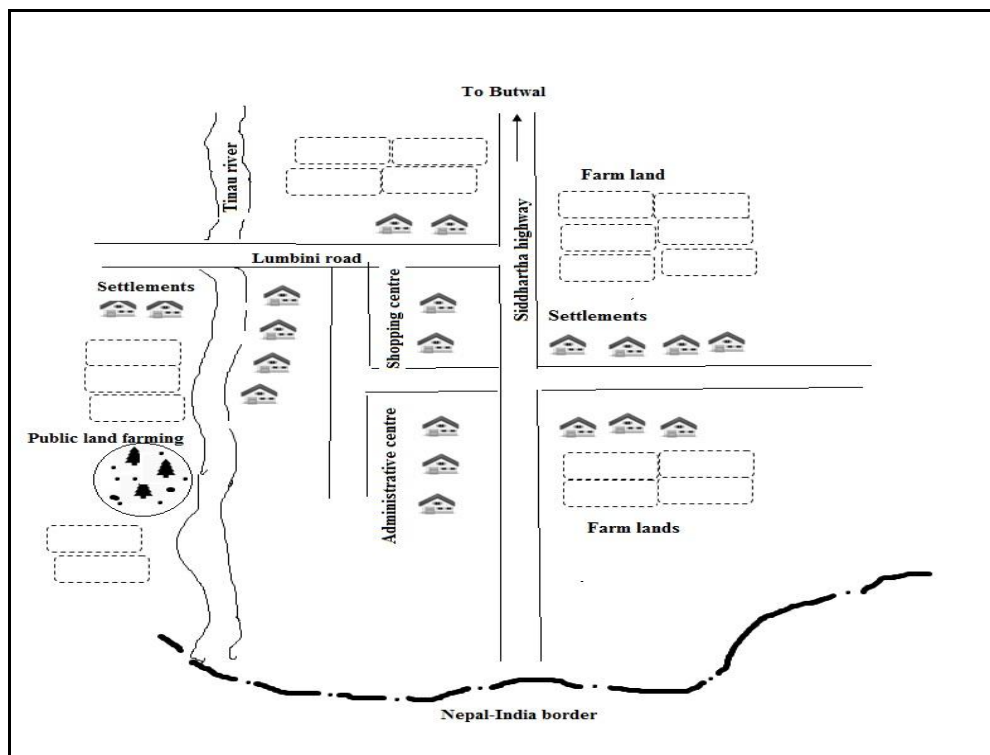 To Butwal
Tinau river
Farm land
Siddhartha highway
Lumbini road
Settlements
Shopping centre
Settlements
Public land farming
Administrative centre
Farm lands
Nepal-India border